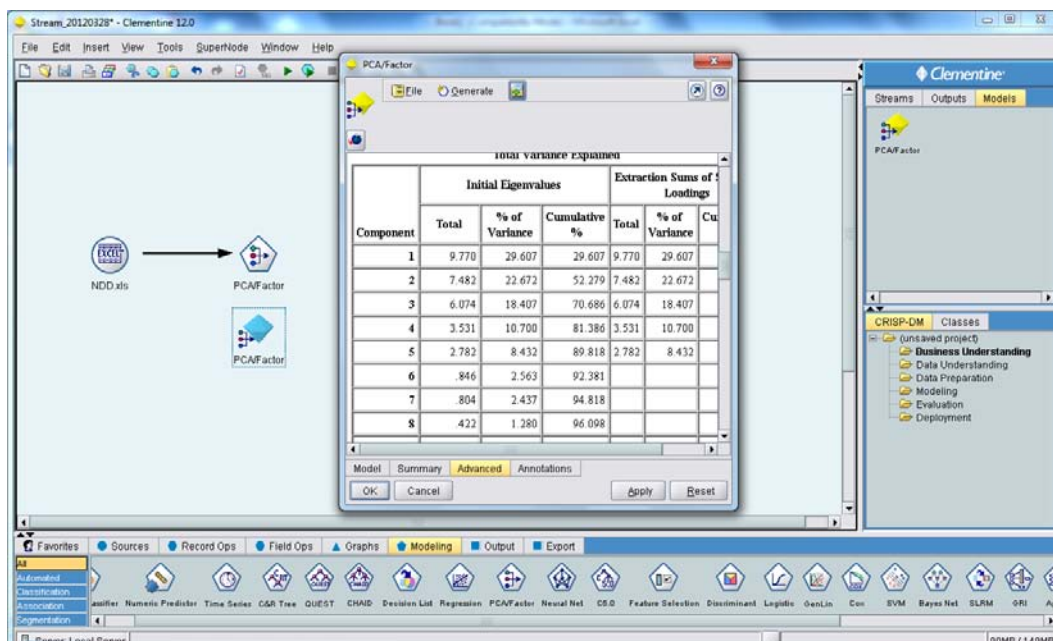 Stream_20120328* - Clementine 12.0
File Edit Insert View Tools SuperNode Window Help
PCA/Factor
File Generate
Total Variance Explained
Initial Eigenvalues
Extraction Sums of
Loadings
Component Total % of Variance Cumulative % Total % of Variance
1 9.770 29.607 29.607 9.770 29.607
2 7.482 22.672 52.279 7.482 22.672
3 6.074 18.407 70.686 6.074 18.407
4 3.531 10.700 81.386 3.531 10.700
5 2.782 8.432 89.818 2.782 8.432
6 .846 2.563 92.381
7 .804 2.437 94.818
8 .422 1.280 96.098
Model Summary Advanced Annotations
OK Cancel Apply Reset
EXCEL
NDD.xls
PCA/Factor
PCA/Factor
Clementine
Streams Outputs Models
PCA/Factor
CRISP-DM Classes
(unsaved project)
Business Understanding
Data Understanding
Data Preparation
Modeling
Evaluation
Deployment
Favorites Sources Record Ops Field Ops Graphs Modeling Output Export
All
Automated
Classification
Association
Segmentation
Numeric Predictor Time Series C&R Tree QUEST CHAID Decision List Regression PCA/Factor Neural Net C5.0 Feature Selection Discriminant Logistic GenLin Cox SVM Bayes Net SLRM GRI
Server: Local Server